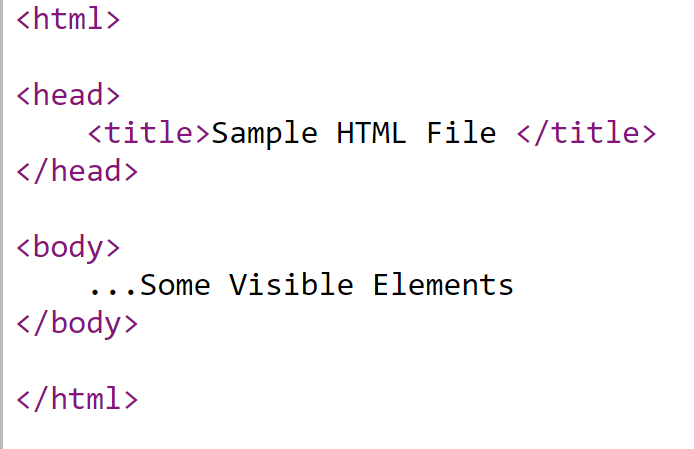 <html>
<head>
<title>Sample HTML File </title>
</head>
<body>
...Some Visible Elements
</body>
</html>